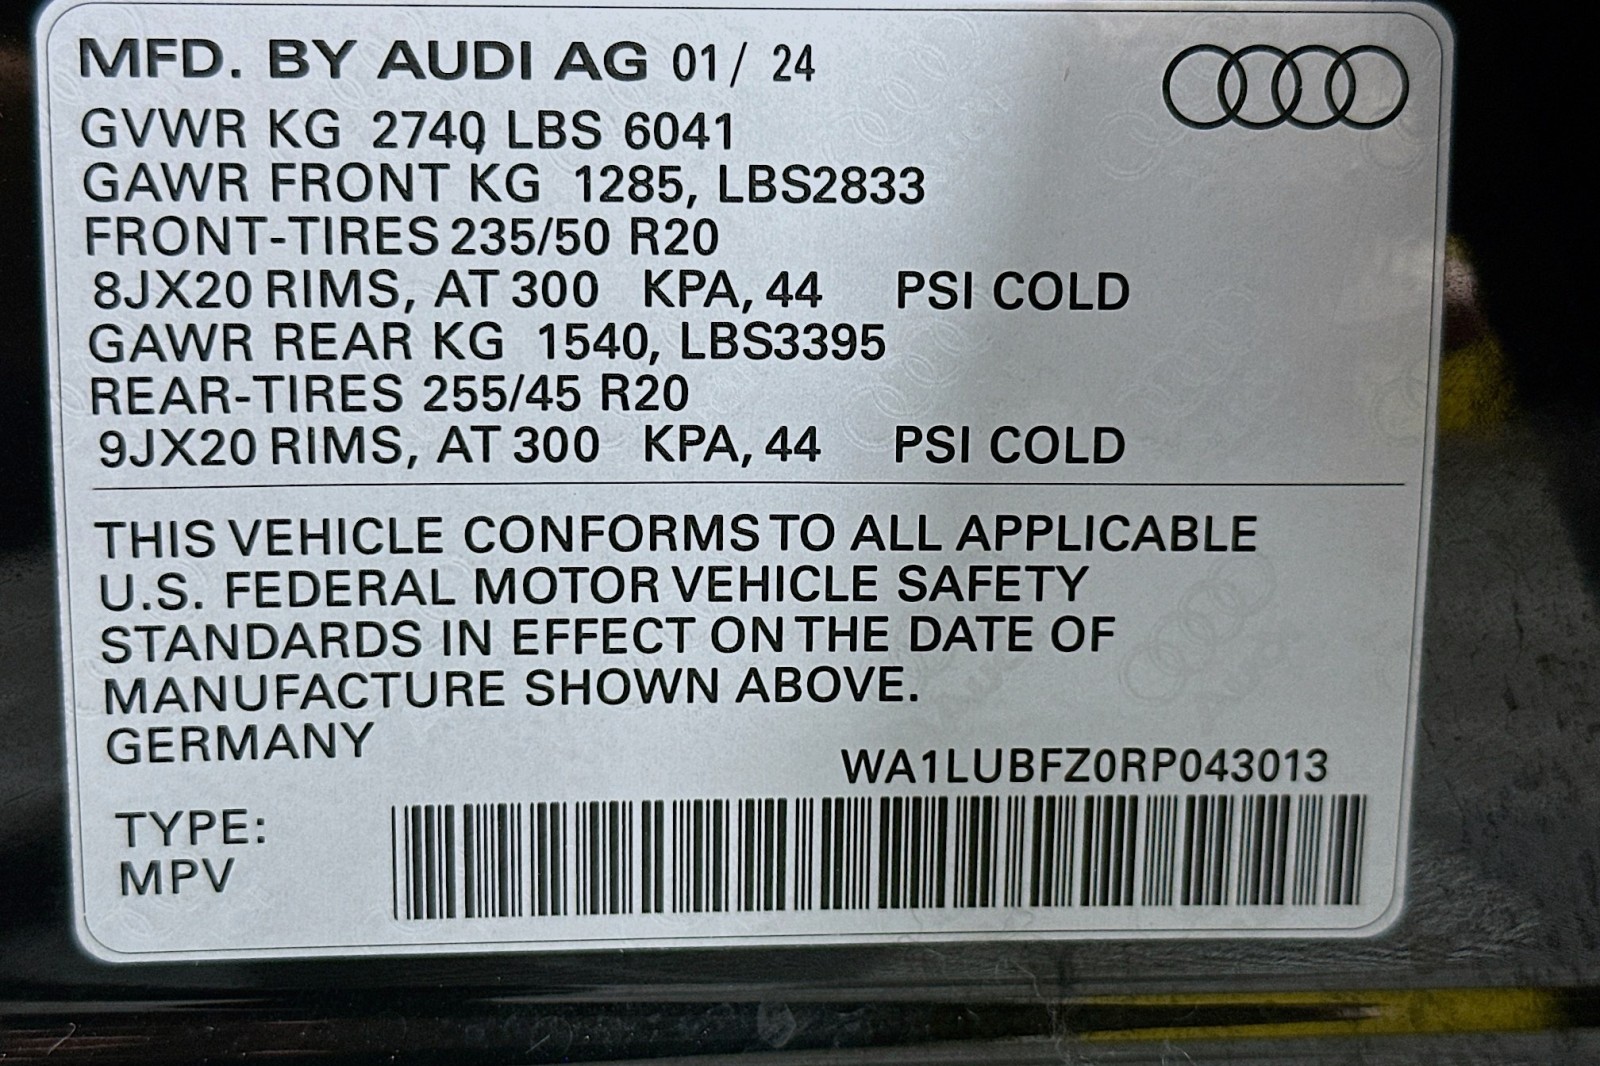 MFD. BY AUDI AG 01/ 24
GVWR KG 2740, LBS 6041
GAWR FRONT KG 1285, LBS2833
FRONT-TIRES 235/50 R20
8JX20 RIMS, AT 300 KPA, 44 PSI COLD
GAWR REAR KG 1540, LBS3395
REAR-TIRES 255/45 R20
9JX20 RIMS, AT 300 KPA, 44 PSI COLD
THIS VEHICLE CONFORMS TO ALL APPLICABLE
U.S. FEDERAL MOTOR VEHICLE SAFETY
STANDARDS IN EFFECT ON THE DATE OF
MANUFACTURE SHOWN ABOVE.
GERMANY
WA1LUBFZ0RP043013
TYPE:
MPV